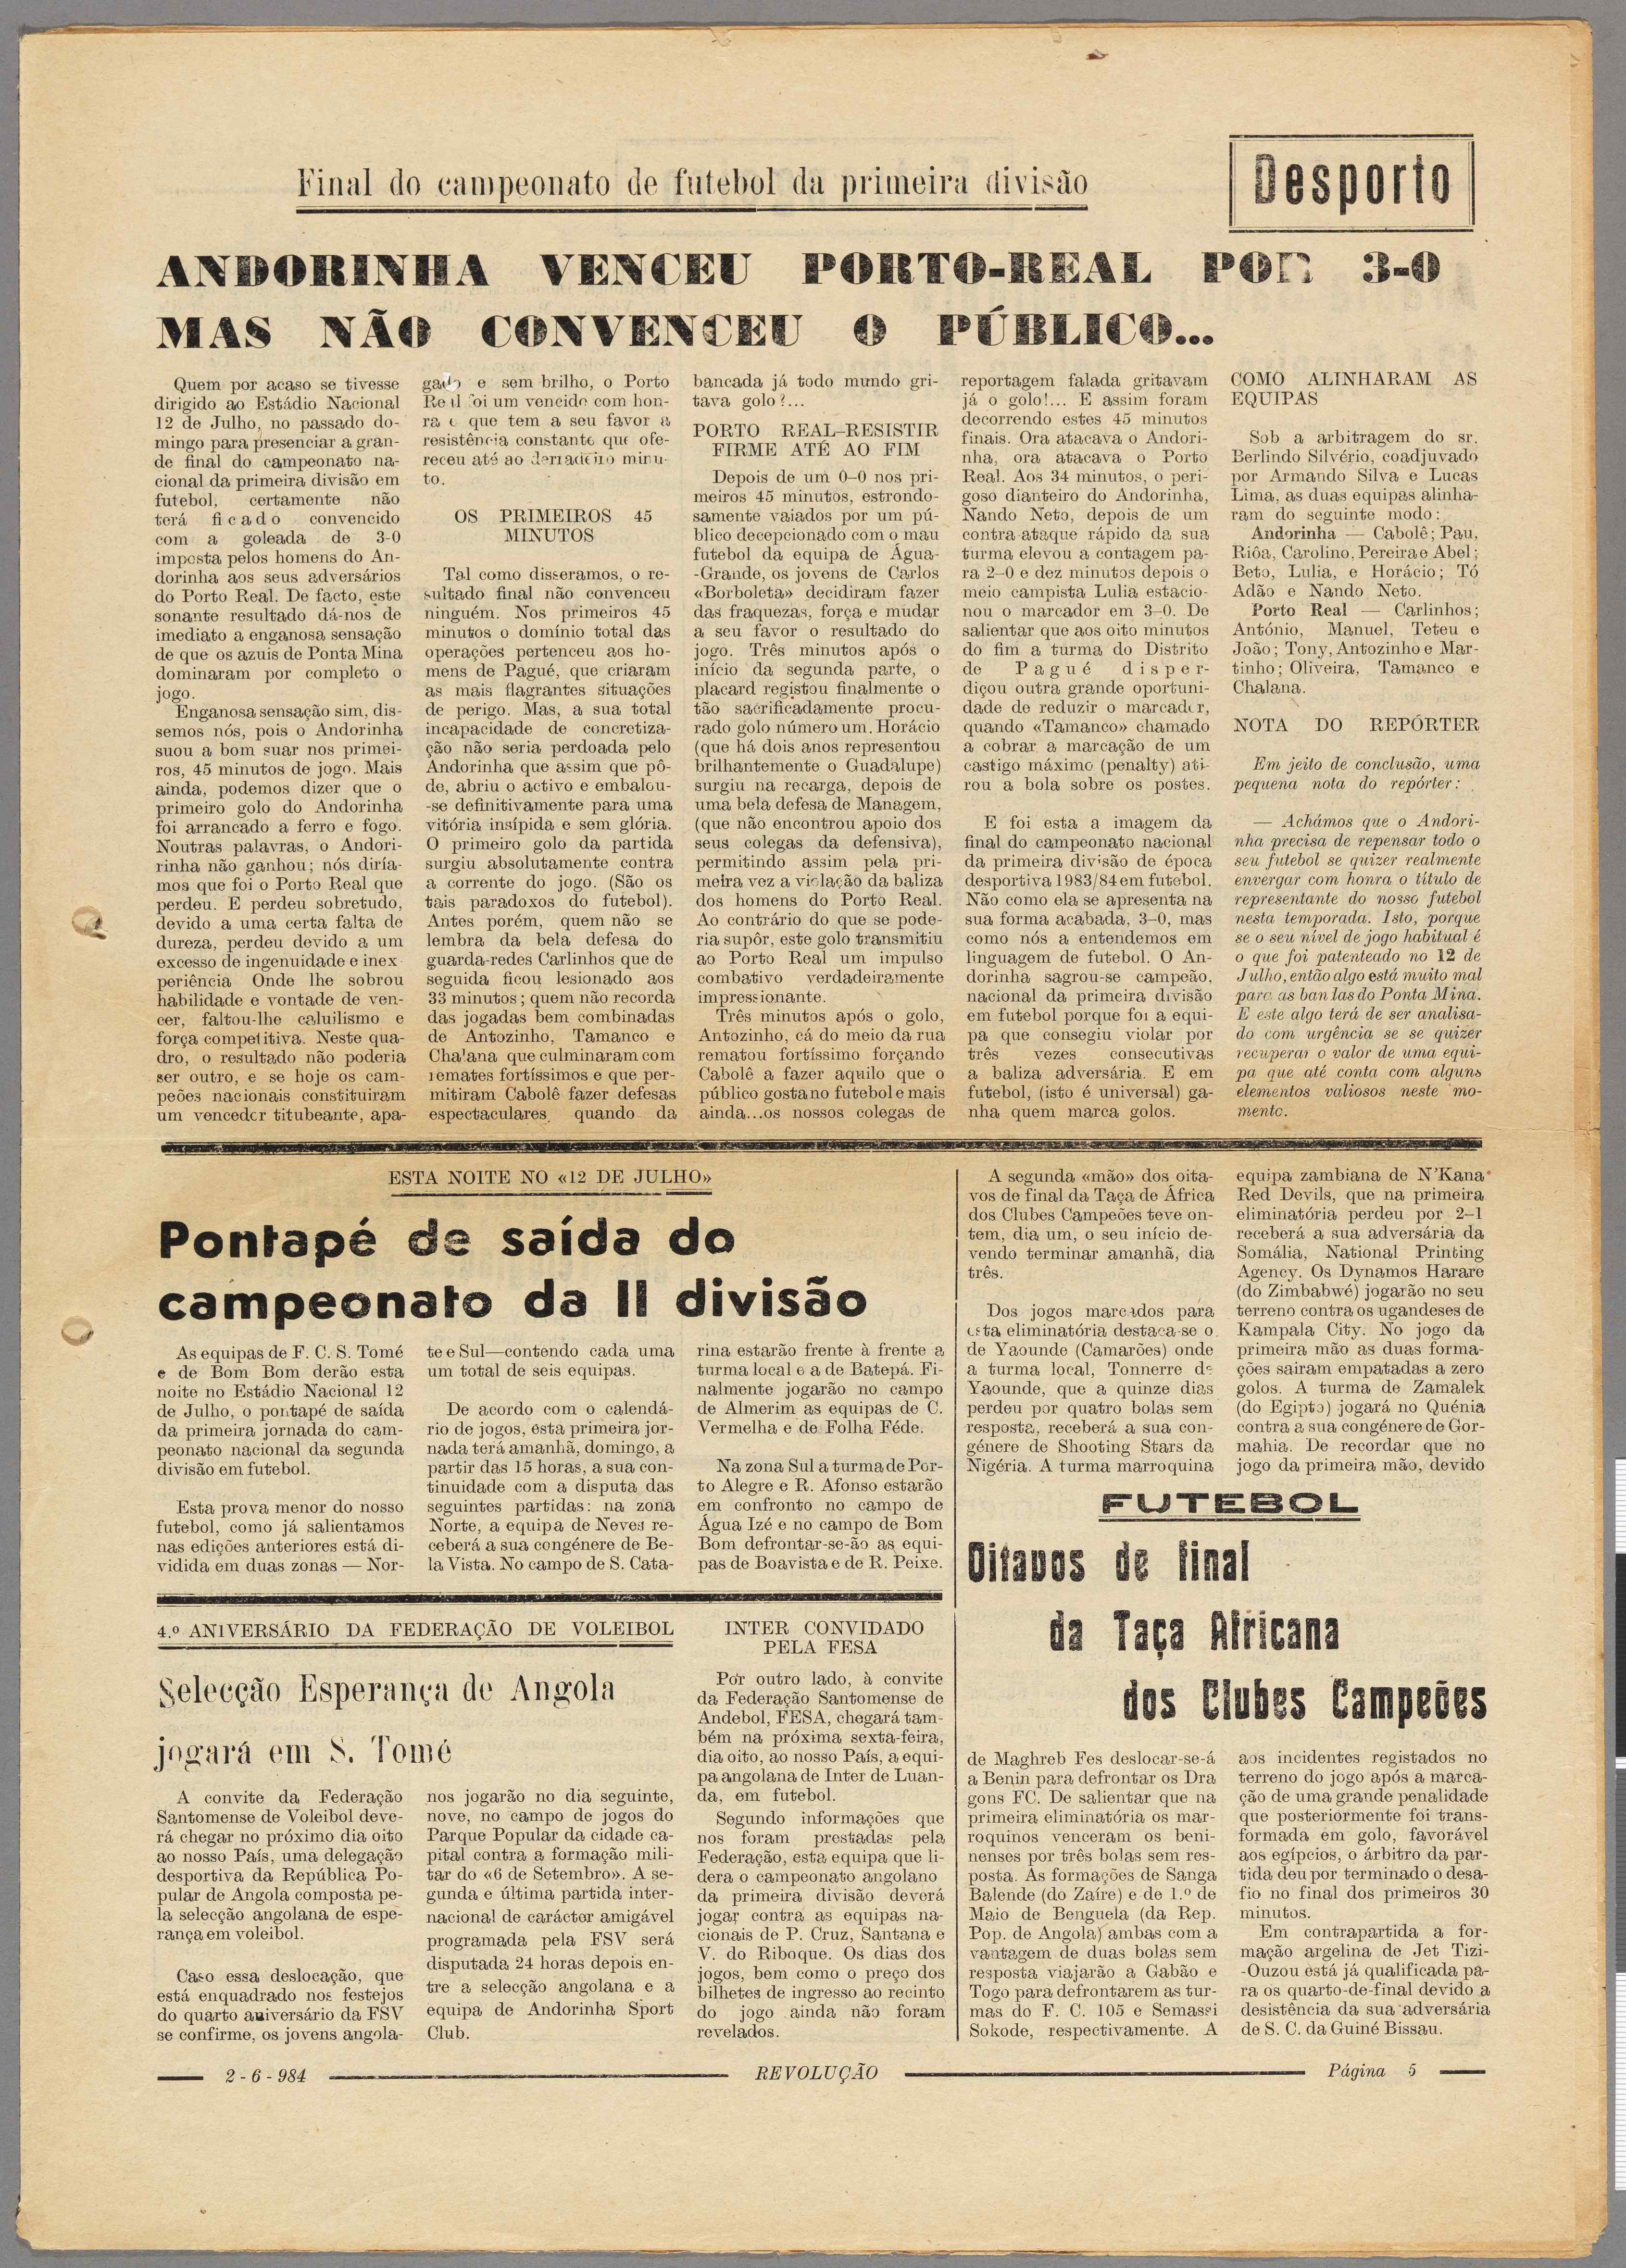 Final do campeonato de futebol da primeira divisão
Desporto
ANDORINHA VENCEU PORTO-REAL POR 3-0
MAS NÃO CONVENCEU O PÚBLICO...
Quem por acaso se tivesse
dirigido ao Estádio Nacional
12 de Julho, no passado do-
mingo para presenciar a gran-
de final do campeonato na-
cional da primeira divisão em
futebol, certamente não
terá ficado convencido
com a goleada de 3-0
imposta pelos homens do An-
dorinha aos seus adversários
do Porto Real. De facto, este
sonante resultado dá-nos de
imediato a enganosa sensação
de que os azuis de Ponta Mina
dominaram por completo o
jogo.
Enganosa sensação sim, dis-
semos nós, pois o Andorinha
suou a bom suar nos primei-
ros, 45 minutos de jogo. Mais
ainda, podemos dizer que o
primeiro golo do Andorinha
foi arrancado a ferro e fogo.
Noutras palavras, o Andori-
rinha não ganhou; nós diría-
mos que foi o Porto Real que
perdeu. E perdeu sobretudo,
devido a uma certa falta de
dureza, perdeu devido a um
excesso de ingenuidade e inex-
periência Onde lhe sobrou
habilidade e vontade de ven-
cer, faltou-lhe caluilismo e
força competitiva. Neste qua-
dro, o resultado não poderia
ser outro, e se hoje os cam-
peões nacionais constituiram
um vencedor titubeante, apa-
gado e sem brilho, o Porto
Real foi um vencido com hon-
ra e que tem a seu favor a
resistência constante que ofe-
receu até ao derradeiro minu-
to.
OS PRIMEIROS 45
MINUTOS
Tal como disseramos, o re-
sultado final não convenceu
ninguém. Nos primeiros 45
minutos o domínio total das
operações pertenceu aos ho-
mens de Pagué, que criaram
as mais flagrantes situações
de perigo. Mas, a sua total
incapacidade de concretiza-
ção não seria perdoada pelo
Andorinha que assim que pô-
de, abriu o activo e embalou-
-se definitivamente para uma
vitória insípida e sem glória.
O primeiro golo da partida
surgiu absolutamente contra
a corrente do jogo. (São os
tais paradoxos do futebol).
Antes porém, quem não se
lembra da bela defesa do
guarda-redes Carlinhos que de
seguida ficou lesionado aos
33 minutos; quem não recorda
das jogadas bem combinadas
de Antozinho, Tamanco e
Chalana que culminaram com
remates fortíssimos e que per-
mitiram Cabolê fazer defesas
espectaculares quando da
bancada já todo mundo gri-
tava golo?...
PORTO REAL-RESISTIR
FIRME ATÉ AO FIM
Depois de um 0-0 nos pri-
meiros 45 minutos, estrondo-
samente vaiados por um pú-
blico decepcionado com o mau
futebol da equipa de Água-
-Grande, os jovens de Carlos
«Borboleta» decidiram fazer
das fraquezas, força e mudar
a seu favor o resultado do
jogo. Três minutos após o
início da segunda parte, o
placard registou finalmente o
tão sacrificadamente procu-
rado golo número um. Horácio
(que há dois anos representou
brilhantemente o Guadalupe)
surgiu na recarga, depois de
uma bela defesa de Managem,
(que não encontrou apoio dos
seus colegas da defensiva),
permitindo assim pela pri-
meira vez a violação da baliza
dos homens do Porto Real.
Ao contrário do que se pode-
ria supôr, este golo transmitiu
ao Porto Real um impulso
combativo verdadeiramente
impressionante.
Três minutos após o golo,
Antozinho, cá do meio da rua
rematou fortíssimo forçando
Cabolê a fazer aquilo que o
público gosta no futebol e mais
ainda...os nossos colegas de
reportagem falada gritavam
já o golo!... E assim foram
decorrendo estes 45 minutos
finais. Ora atacava o Andori-
nha, ora atacava o Porto
Real. Aos 34 minutos, o peri-
goso dianteiro do Andorinha,
Nando Neto, depois de um
contra-ataque rápido da sua
turma elevou a contagem pa-
ra 2-0 e dez minutos depois o
meio campista Lulia estacio-
nou o marcador em 3-0. De
salientar que aos oito minutos
do fim a turma do Distrito
de Pagué disper-
diçou outra grande oportuni-
dade de reduzir o marcador,
quando «Tamanco» chamado
a cobrar a marcação de um
castigo máximo (penalty) ati-
rou a bola sobre os postes.
E foi esta a imagem da
final do campeonato nacional
da primeira divisão de época
desportiva 1983/84 em futebol.
Não como ela se apresenta na
sua forma acabada, 3-0, mas
como nós a entendemos em
linguagem de futebol. O An-
dorinha sagrou-se campeão,
nacional da primeira divisão
em futebol porque foi a equi-
pa que consegiu violar por
três vezes consecutivas
a baliza adversária. E em
futebol, (isto é universal) ga-
nha quem marca golos.
COMO ALINHARAM AS
EQUIPAS
Sob a arbitragem do sr.
Berlindo Silvério, coadjuvado
por Armando Silva e Lucas
Lima, as duas equipas alinha-
ram do seguinte modo:
Andorinha — Cabolê; Pau,
Riôa, Carolino, Pereira e Abel;
Beto, Lulia, e Horácio; Tó
Adão e Nando Neto.
Porto Real — Carlinhos;
António, Manuel, Teteu e
João; Tony, Antozinho e Mar-
tinho; Oliveira, Tamanco e
Chalana.
NOTA DO REPÓRTER
Em jeito de conclusão, uma
pequena nota do repórter:
— Achámos que o Andori-
nha precisa de repensar todo o
seu futebol se quizer realmente
envergar com honra o título de
representante do nosso futebol
nesta temporada. Isto, porque
se o seu nível de jogo habitual é
o que foi patenteado no 12 de
Julho, então algo está muito mal
para as bandas do Ponta Mina.
E este algo terá de ser analisa-
do com urgência se se quizer
recuperar o valor de uma equi-
pa que até conta com alguns
elementos valiosos neste mo-
mento.
ESTA NOITE NO «12 DE JULHO»
Pontapé de saída do
campeonato da II divisão
As equipas de F. C. S. Tomé
e de Bom Bom derão esta
noite no Estádio Nacional 12
de Julho, o pontapé de saída
da primeira jornada do cam-
peonato nacional da segunda
divisão em futebol.
Esta prova menor do nosso
futebol, como já salientamos
nas edições anteriores está di-
vidida em duas zonas — Nor-
te e Sul—contendo cada uma
um total de seis equipas.
De acordo com o calendá-
rio de jogos, esta primeira jor-
nada terá amanhã, domingo, a
partir das 15 horas, a sua con-
tinuidade com a disputa das
seguintes partidas: na zona
Norte, a equipa de Neves re-
ceberá a sua congénere de Be-
la Vista. No campo de S. Cata-
rina estarão frente à frente a
turma local e a de Batepá. Fi-
nalmente jogarão no campo
de Almerim as equipas de C.
Vermelha e de Folha Féde.
Na zona Sul a turma de Por-
to Alegre e R. Afonso estarão
em confronto no campo de
Água Izé e no campo de Bom
Bom defrontar-se-ão as equi-
pas de Boavista e de R. Peixe.
4.º ANIVERSÁRIO DA FEDERAÇÃO DE VOLEIBOL
Selecção Esperança de Angola
jogará em S. Tomé
A convite da Federação
Santomense de Voleibol deve-
rá chegar no próximo dia oito
ao nosso País, uma delegação
desportiva da República Po-
pular de Angola composta pe-
la selecção angolana de espe-
rança em voleibol.
Caso essa deslocação, que
está enquadrado nos festejos
do quarto aniversário da FSV
se confirme, os jovens angola-
nos jogarão no dia seguinte,
nove, no campo de jogos do
Parque Popular da cidade ca-
pital contra a formação mili-
tar do «6 de Setembro». A se-
gunda e última partida inter-
nacional de carácter amigável
programada pela FSV será
disputada 24 horas depois en-
tre a selecção angolana e a
equipa de Andorinha Sport
Club.
INTER CONVIDADO
PELA FESA
Por outro lado, à convite
da Federação Santomense de
Andebol, FESA, chegará tam-
bém na próxima sexta-feira,
dia oito, ao nosso País, a equi-
pa angolana de Inter de Luan-
da, em futebol.
Segundo informações que
nos foram prestadas pela
Federação, esta equipa que li-
dera o campeonato angolano
da primeira divisão deverá
jogar contra as equipas na-
cionais de P. Cruz, Santana e
V. do Riboque. Os dias dos
jogos, bem como o preço dos
bilhetes de ingresso ao recinto
do jogo ainda não foram
revelados.
A segunda «mão» dos oita-
vos de final da Taça de África
dos Clubes Campeões teve on-
tem, dia um, o seu início de-
vendo terminar amanhã, dia
três.
Dos jogos marcados para
esta eliminatória destaca-se o
de Yaounde (Camarões) onde
a turma local, Tonnerre de
Yaounde, que a quinze dias
perdeu por quatro bolas sem
resposta, receberá a sua con-
génere de Shooting Stars da
Nigéria. A turma marroquina
equipa zambiana de N'Kana
Red Devils, que na primeira
eliminatória perdeu por 2-1
receberá a sua adversária da
Somália, National Printing
Agency. Os Dynamos Harare
(do Zimbabwé) jogarão no seu
terreno contra os ugandeses de
Kampala City. No jogo da
primeira mão as duas forma-
ções sairam empatadas a zero
golos. A turma de Zamalek
(do Egipto) jogará no Quénia
contra a sua congénere de Gor-
mahia. De recordar que no
jogo da primeira mão, devido
FUTEBOL
Oitavos de final
da Taça Africana
dos Clubes Campeões
de Maghreb Fes deslocar-se-á
a Benin para defrontar os Dra
gons FC. De salientar que na
primeira eliminatória os mar-
roquinos venceram os beni-
nenses por três bolas sem res-
posta. As formações de Sanga
Balende (do Zaíre) e de 1.º de
Maio de Benguela (da Rep.
Pop. de Angola) ambas com a
vantagem de duas bolas sem
resposta viajarão a Gabão e
Togo para defrontarem as tur-
mas do F. C. 105 e Semassi
Sokode, respectivamente. A
aos incidentes registados no
terreno do jogo após a marca-
ção de uma grande penalidade
que posteriormente foi trans-
formada em golo, favorável
aos egípcios, o árbitro da par-
tida deu por terminado o desa-
fio no final dos primeiros 30
minutos.
Em contrapartida a for-
mação argelina de Jet Tizi-
-Ouzou está já qualificada pa-
ra os quarto-de-final devido a
desistência da sua adversária
de S. C. da Guiné Bissau.
2-6-984
REVOLUÇÃO
Página 5